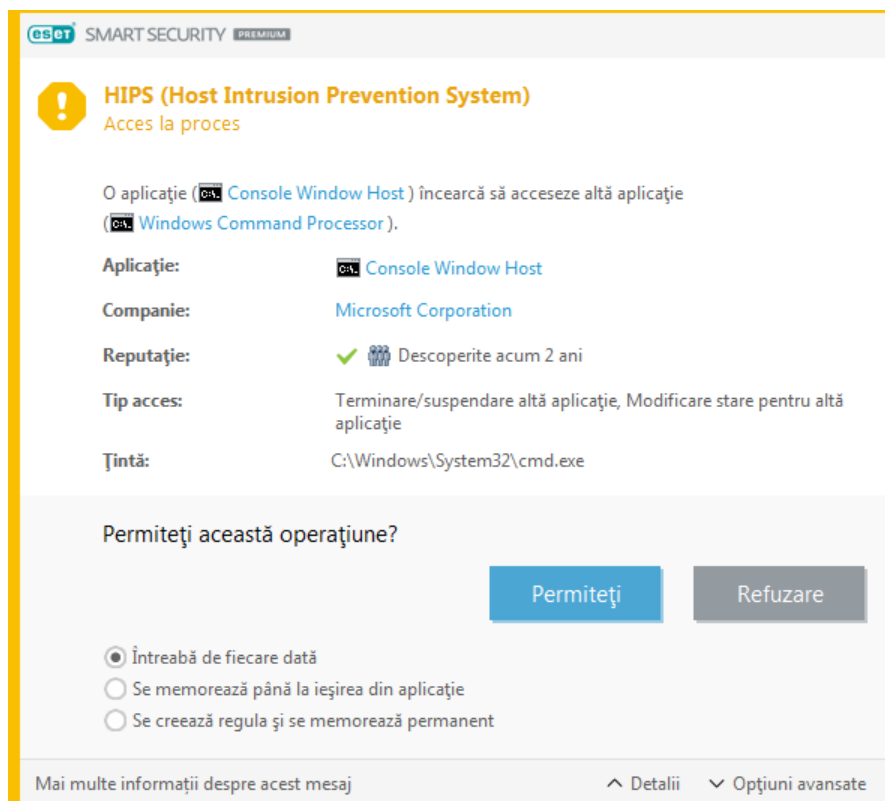 eset SMART SECURITY PREMIUM
HIPS (Host Intrusion Prevention System)
Acces la proces
O aplicație (C:\. Console Window Host ) încearcă să acceseze altă aplicație
(C:\. Windows Command Processor ).
Aplicaţie: C:\. Console Window Host
Companie: Microsoft Corporation
Reputaţie: Descoperite acum 2 ani
Tip acces: Terminare/suspendare altă aplicaţie, Modificare stare pentru altă
aplicaţie
Ţintă: C:\Windows\System32\cmd.exe
Permiteţi această operaţiune?
Permiteţi Refuzare
Întreabă de fiecare dată
Se memorează până la ieşirea din aplicaţie
Se creează regula şi se memorează permanent
Mai multe informații despre acest mesaj Detalii Opţiuni avansate